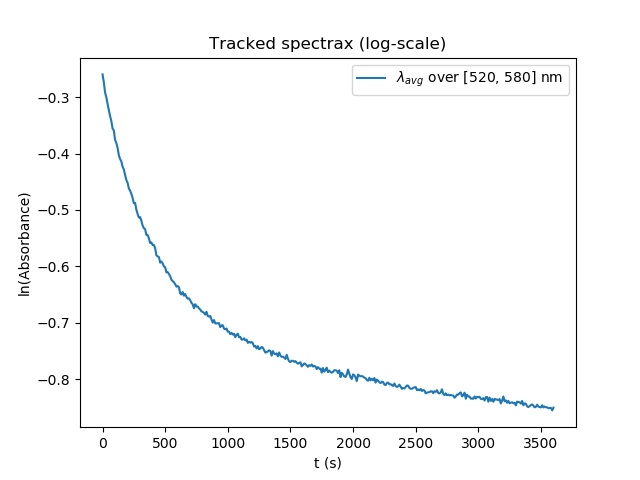 Tracked spectrax (log-scale)
λavg over [520, 580] nm
ln(Absorbance)
−0.3
−0.4
−0.5
−0.6
−0.7
−0.8
0 500 1000 1500 2000 2500 3000 3500
t (s)